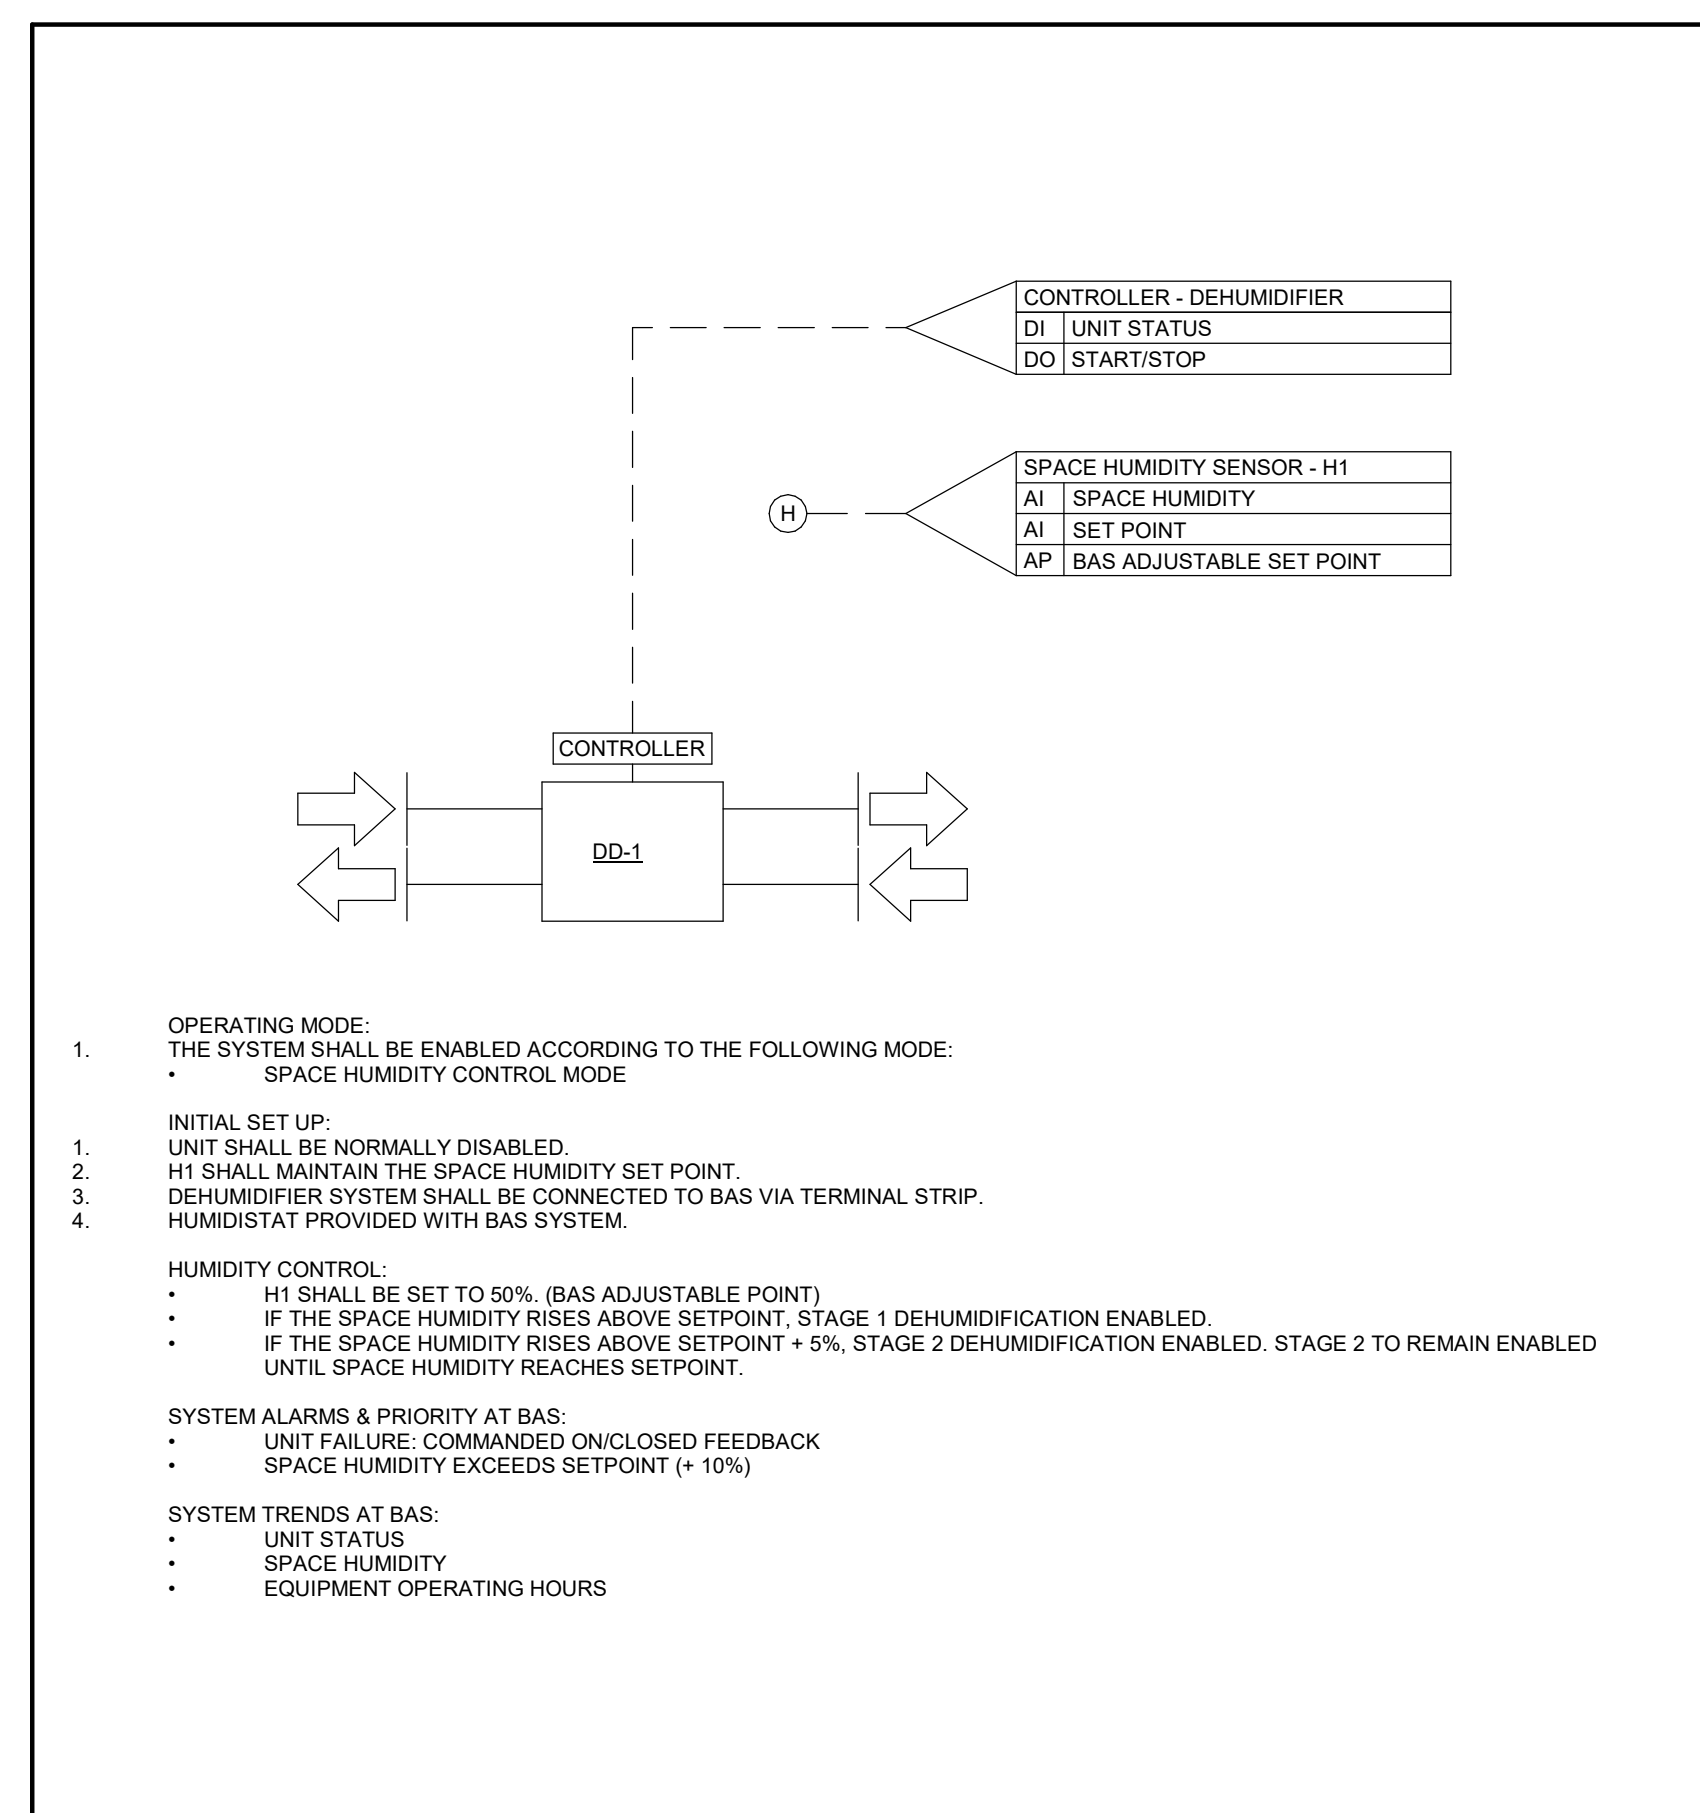 CONTROLLER - DEHUMIDIFIER
DI UNIT STATUS
DO START/STOP
SPACE HUMIDITY SENSOR - H1
AI SPACE HUMIDITY
AI SET POINT
AP BAS ADJUSTABLE SET POINT
H
CONTROLLER
DD-1
OPERATING MODE:
1. THE SYSTEM SHALL BE ENABLED ACCORDING TO THE FOLLOWING MODE:
• SPACE HUMIDITY CONTROL MODE
INITIAL SET UP:
1. UNIT SHALL BE NORMALLY DISABLED.
2. H1 SHALL MAINTAIN THE SPACE HUMIDITY SET POINT.
3. DEHUMIDIFIER SYSTEM SHALL BE CONNECTED TO BAS VIA TERMINAL STRIP.
4. HUMIDISTAT PROVIDED WITH BAS SYSTEM.
HUMIDITY CONTROL:
• H1 SHALL BE SET TO 50%. (BAS ADJUSTABLE POINT)
• IF THE SPACE HUMIDITY RISES ABOVE SETPOINT, STAGE 1 DEHUMIDIFICATION ENABLED.
• IF THE SPACE HUMIDITY RISES ABOVE SETPOINT + 5%, STAGE 2 DEHUMIDIFICATION ENABLED. STAGE 2 TO REMAIN ENABLED
UNTIL SPACE HUMIDITY REACHES SETPOINT.
SYSTEM ALARMS & PRIORITY AT BAS:
• UNIT FAILURE: COMMANDED ON/CLOSED FEEDBACK
• SPACE HUMIDITY EXCEEDS SETPOINT (+ 10%)
SYSTEM TRENDS AT BAS:
• UNIT STATUS
• SPACE HUMIDITY
• EQUIPMENT OPERATING HOURS